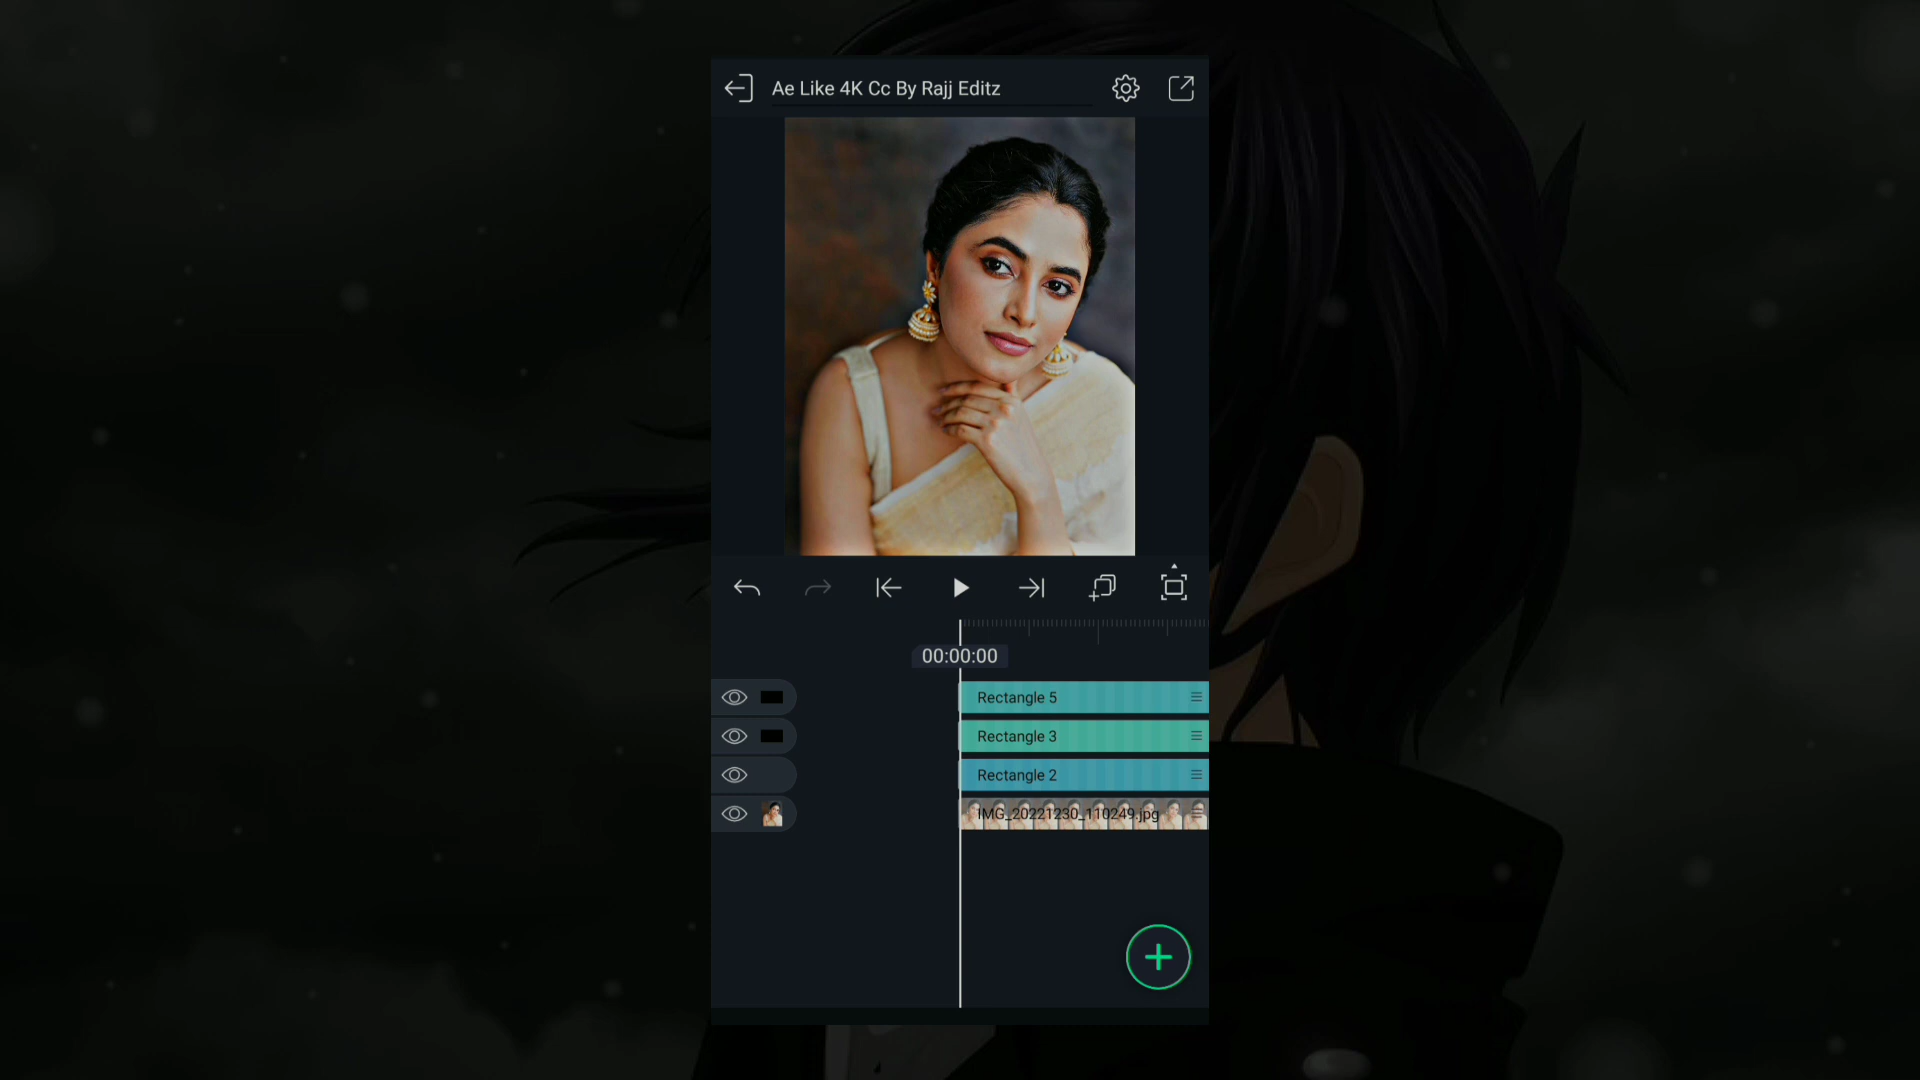 Ae Like 4K Cc By Rajj Editz
00:00:00
Rectangle 5
Rectangle 3
Rectangle 2
IMG_20221230_110249.jpg